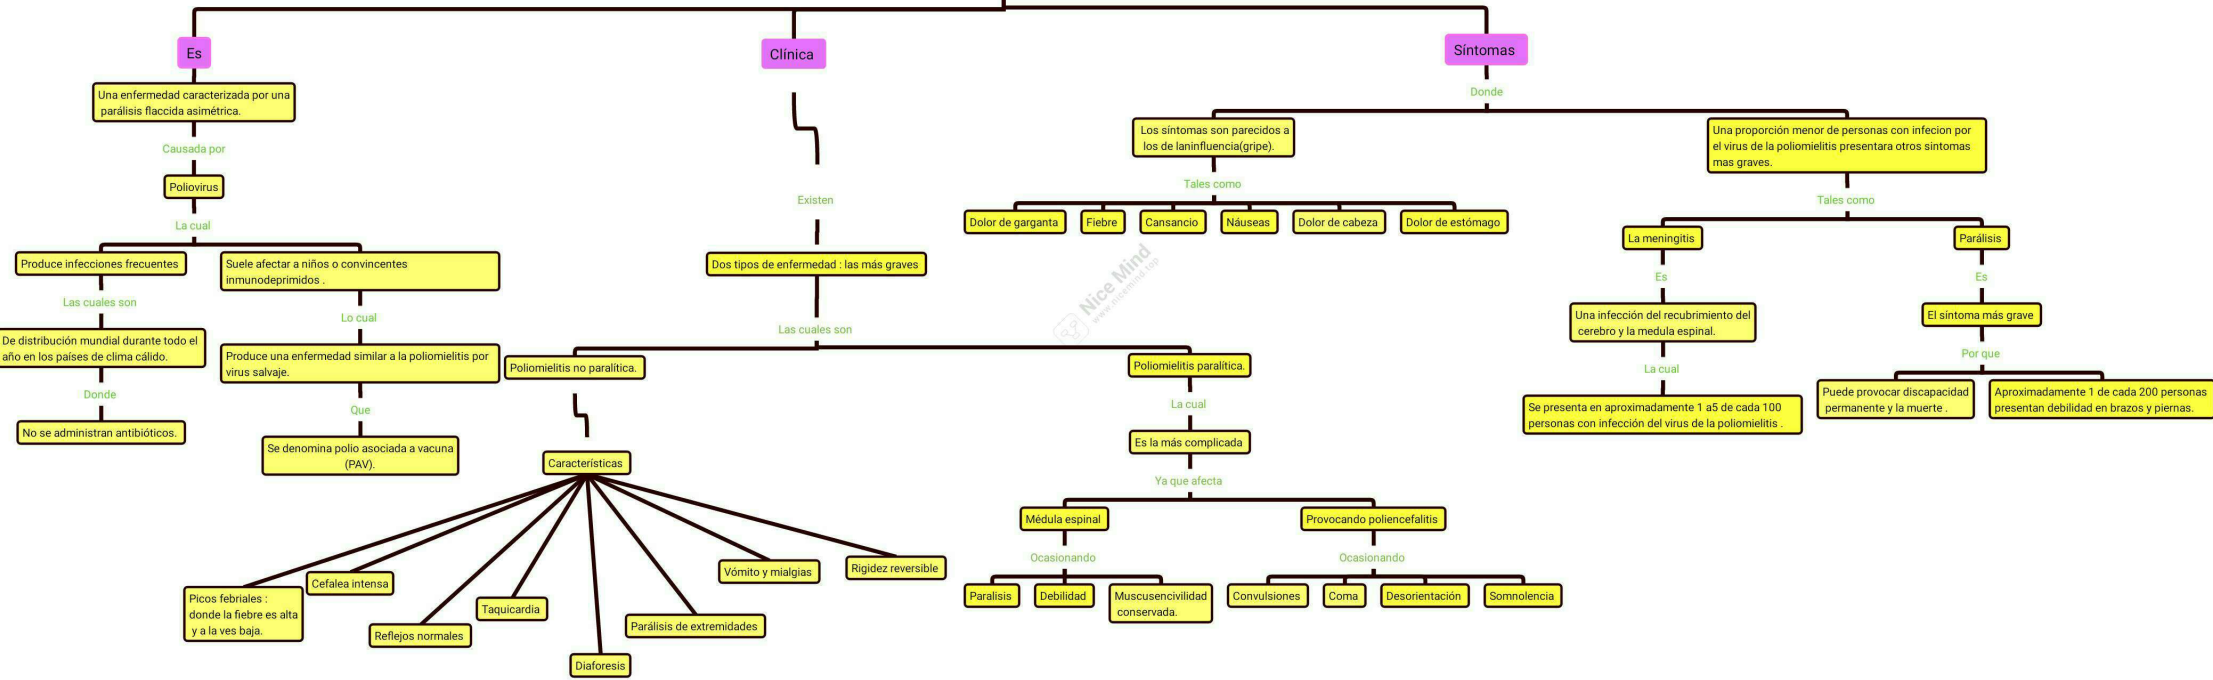 Es
Una enfermedad caracterizada por una
parálisis flaccida asimétrica.
Causada por
Poliovirus
La cual
Produce infecciones frecuentes
Las cuales son
De distribución mundial durante todo el
año en los países de clima cálido.
Donde
No se administran antibióticos.
Suele afectar a niños o convincentes
inmunodeprimidos .
Lo cual
Produce una enfermedad similar a la poliomielitis por
virus salvaje.
Que
Se denomina polio asociada a vacuna
(PAV).
Clínica
Existen
Dos tipos de enfermedad : las más graves
Las cuales son
Poliomielitis no paralítica.
Características
Picos febriales :
donde la fiebre es alta
y a la ves baja.
Cefalea intensa
Reflejos normales
Taquicardia
Diaforesis
Parálisis de extremidades
Vómito y mialgias
Rigidez reversible
Poliomielitis paralítica.
La cual
Es la más complicada
Ya que afecta
Médula espinal
Ocasionando
Paralisis
Debilidad
Muscusencivilidad
conservada.
Provocando poliencefalitis
Ocasionando
Convulsiones
Coma
Desorientación
Somnolencia
Síntomas
Donde
Los síntomas son parecidos a
los de laninfluencia(gripe).
Tales como
Dolor de garganta
Fiebre
Cansancio
Náuseas
Dolor de cabeza
Dolor de estómago
Una proporción menor de personas con infecion por
el virus de la poliomielitis presentara otros sintomas
mas graves.
Tales como
La meningitis
Es
Una infección del recubrimiento del
cerebro y la medula espinal.
La cual
Se presenta en aproximadamente 1 a5 de cada 100
personas con infección del virus de la poliomielitis .
Parálisis
Es
El síntoma más grave
Por que
Puede provocar discapacidad
permanente y la muerte .
Aproximadamente 1 de cada 200 personas
presentan debilidad en brazos y piernas.
Nice Mind
www.nicemind.top